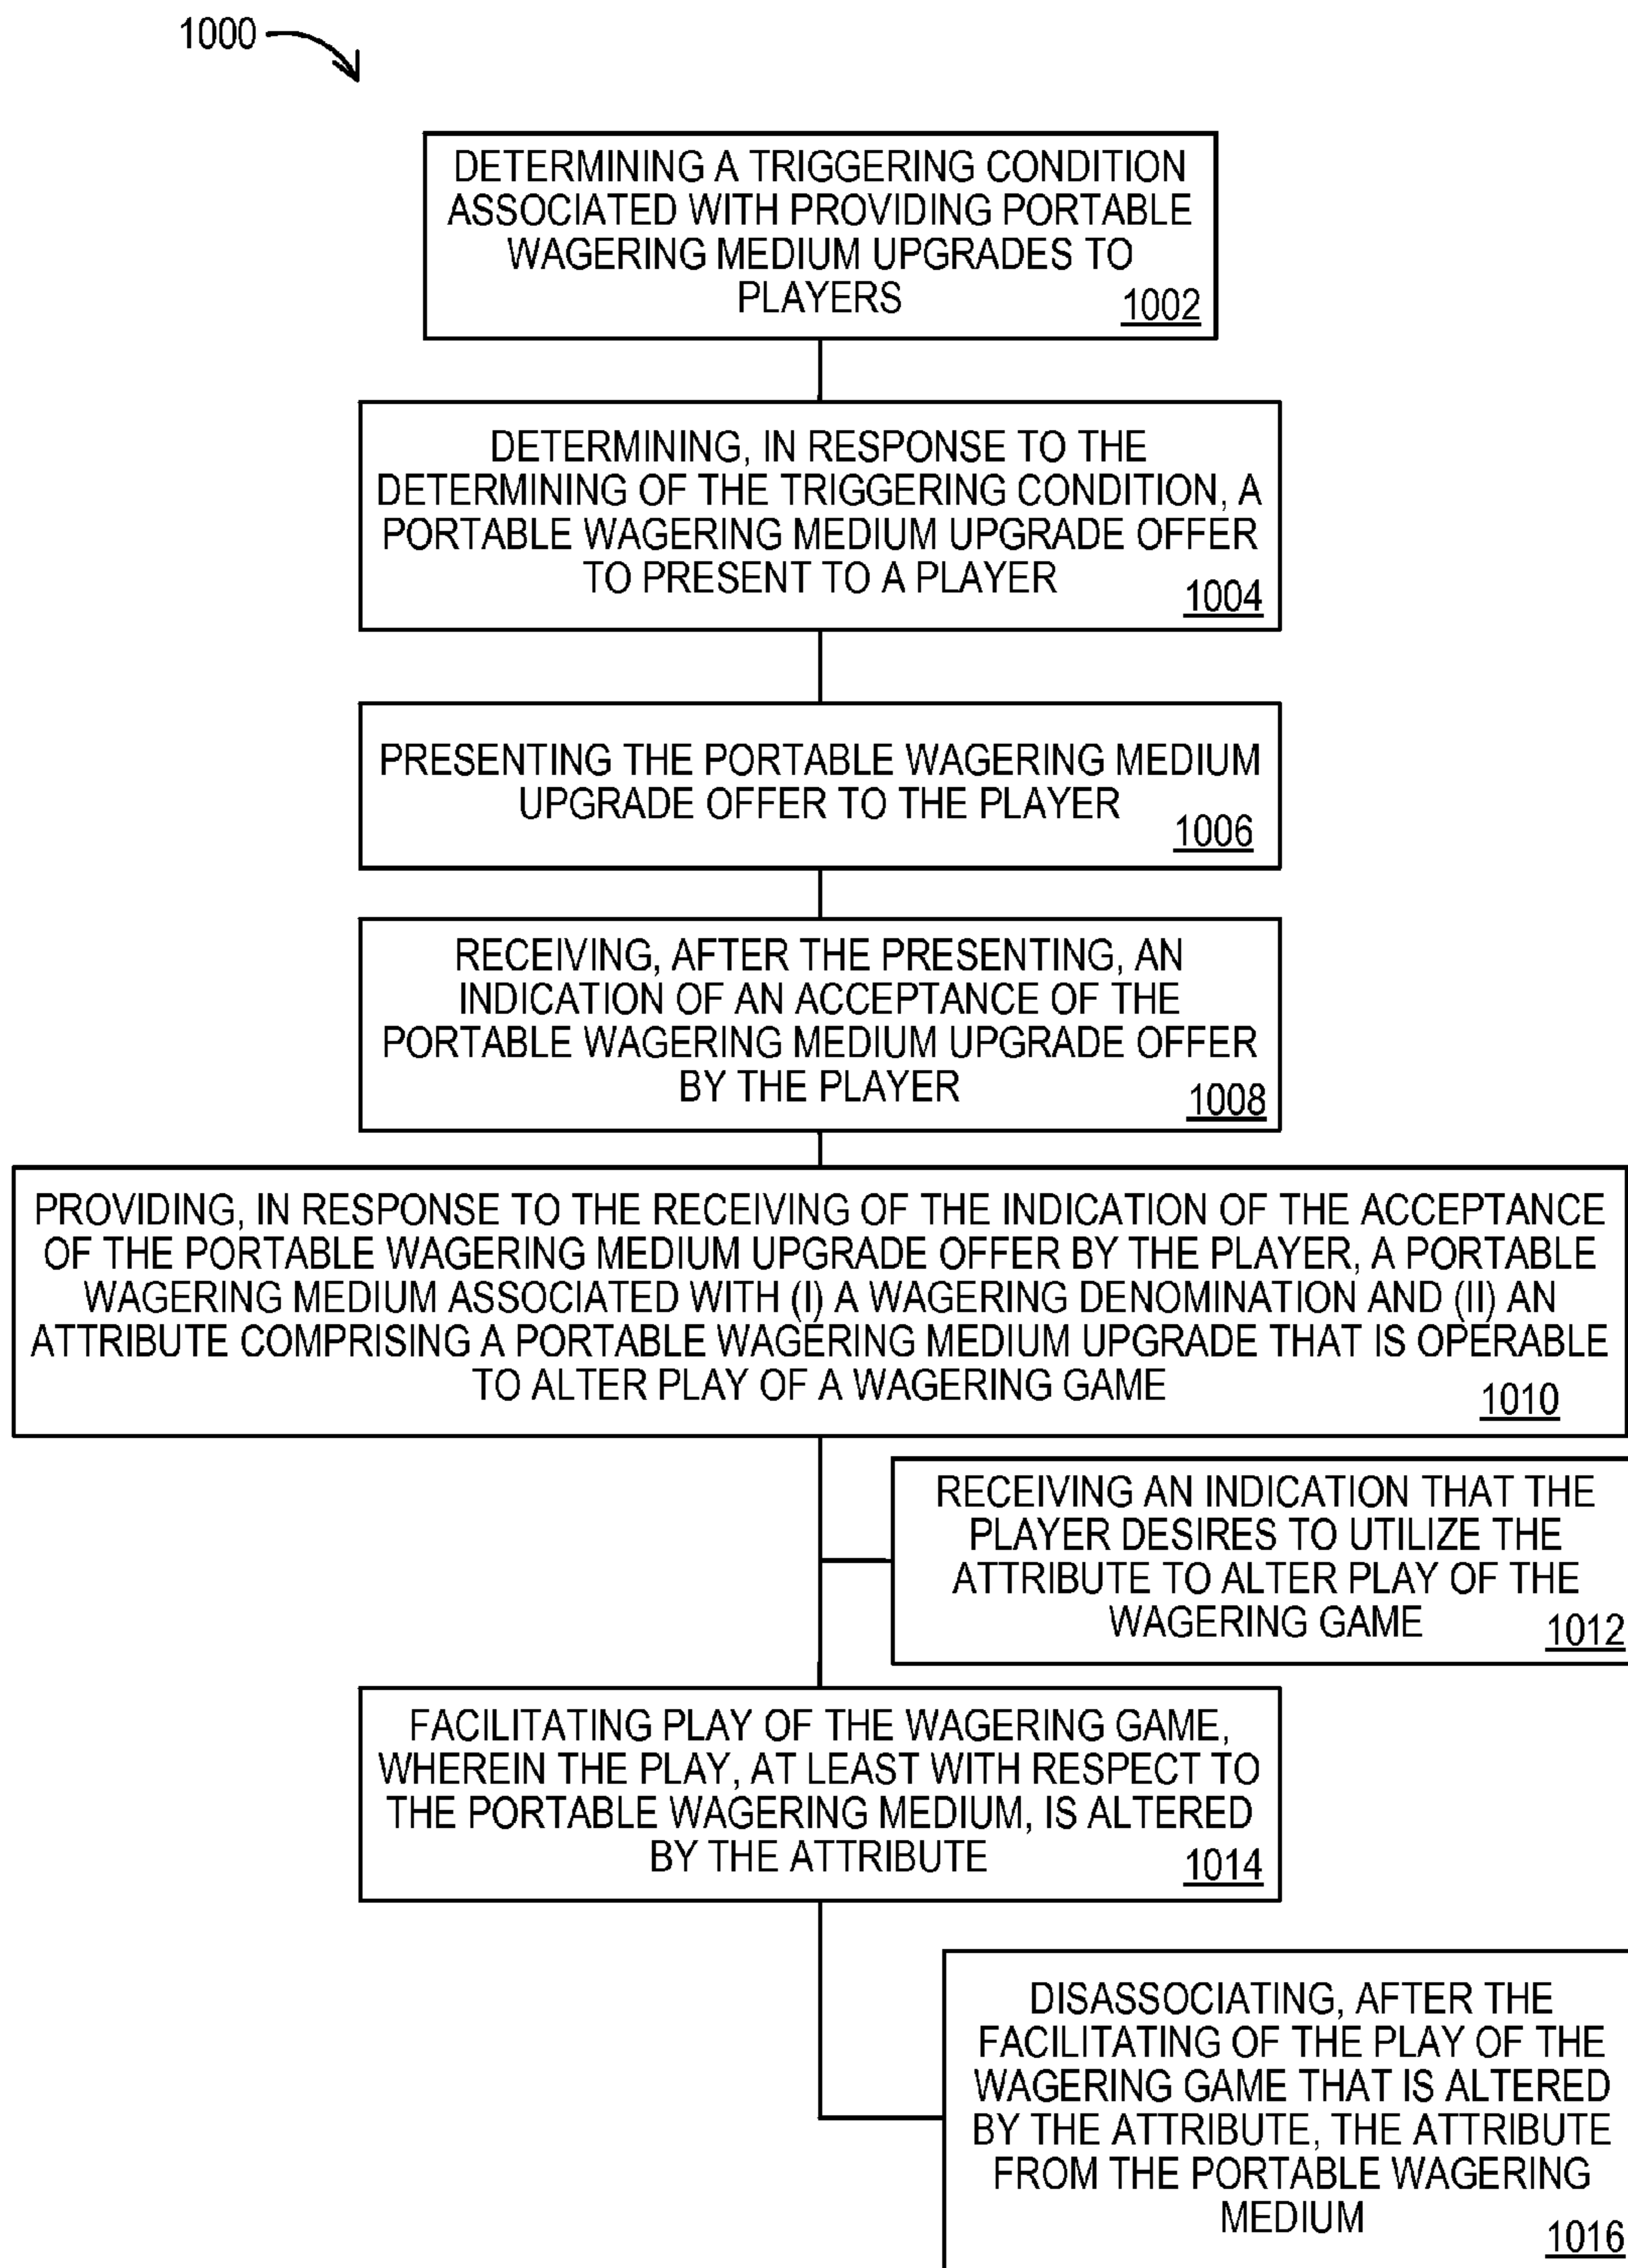 1000
DETERMINING A TRIGGERING CONDITION
ASSOCIATED WITH PROVIDING PORTABLE
WAGERING MEDIUM UPGRADES TO
PLAYERS
1002
DETERMINING, IN RESPONSE TO THE
DETERMINING OF THE TRIGGERING CONDITION, A
PORTABLE WAGERING MEDIUM UPGRADE OFFER
TO PRESENT TO A PLAYER
1004
PRESENTING THE PORTABLE WAGERING MEDIUM
UPGRADE OFFER TO THE PLAYER
1006
RECEIVING, AFTER THE PRESENTING, AN
INDICATION OF AN ACCEPTANCE OF THE
PORTABLE WAGERING MEDIUM UPGRADE OFFER
BY THE PLAYER
1008
PROVIDING, IN RESPONSE TO THE RECEIVING OF THE INDICATION OF THE ACCEPTANCE
OF THE PORTABLE WAGERING MEDIUM UPGRADE OFFER BY THE PLAYER, A PORTABLE
WAGERING MEDIUM ASSOCIATED WITH (I) A WAGERING DENOMINATION AND (II) AN
ATTRIBUTE COMPRISING A PORTABLE WAGERING MEDIUM UPGRADE THAT IS OPERABLE
TO ALTER PLAY OF A WAGERING GAME
1010
RECEIVING AN INDICATION THAT THE
PLAYER DESIRES TO UTILIZE THE
ATTRIBUTE TO ALTER PLAY OF THE
WAGERING GAME
1012
FACILITATING PLAY OF THE WAGERING GAME,
WHEREIN THE PLAY, AT LEAST WITH RESPECT TO
THE PORTABLE WAGERING MEDIUM, IS ALTERED
BY THE ATTRIBUTE
1014
DISASSOCIATING, AFTER THE
FACILITATING OF THE PLAY OF THE
WAGERING GAME THAT IS ALTERED
BY THE ATTRIBUTE, THE ATTRIBUTE
FROM THE PORTABLE WAGERING
MEDIUM
1016